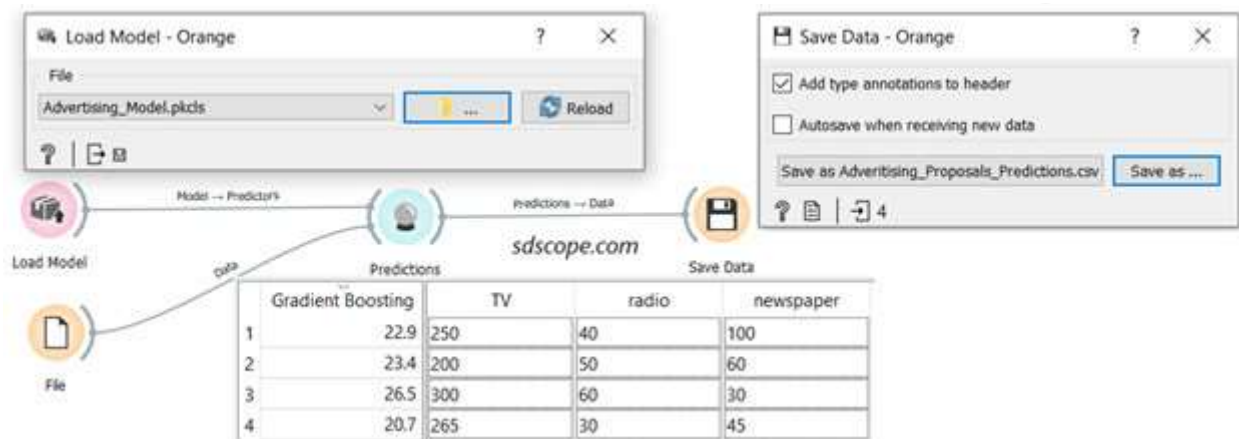 Load Model - Orange ?
File
Advertising_Model.pkcls ... Reload
?
Save Data - Orange ?
Add type annotations to header
Autosave when receiving new data
Save as Adveritising_Proposals_Predictions.csv Save as ...
? 4
Model → Predictors
Predictions → Data
sdscope.com
Load Model
Data
Predictions
Save Data
File
Gradient Boosting TV radio newspaper
1 22.9 250 40 100
2 23.4 200 50 60
3 26.5 300 60 30
4 20.7 265 30 45